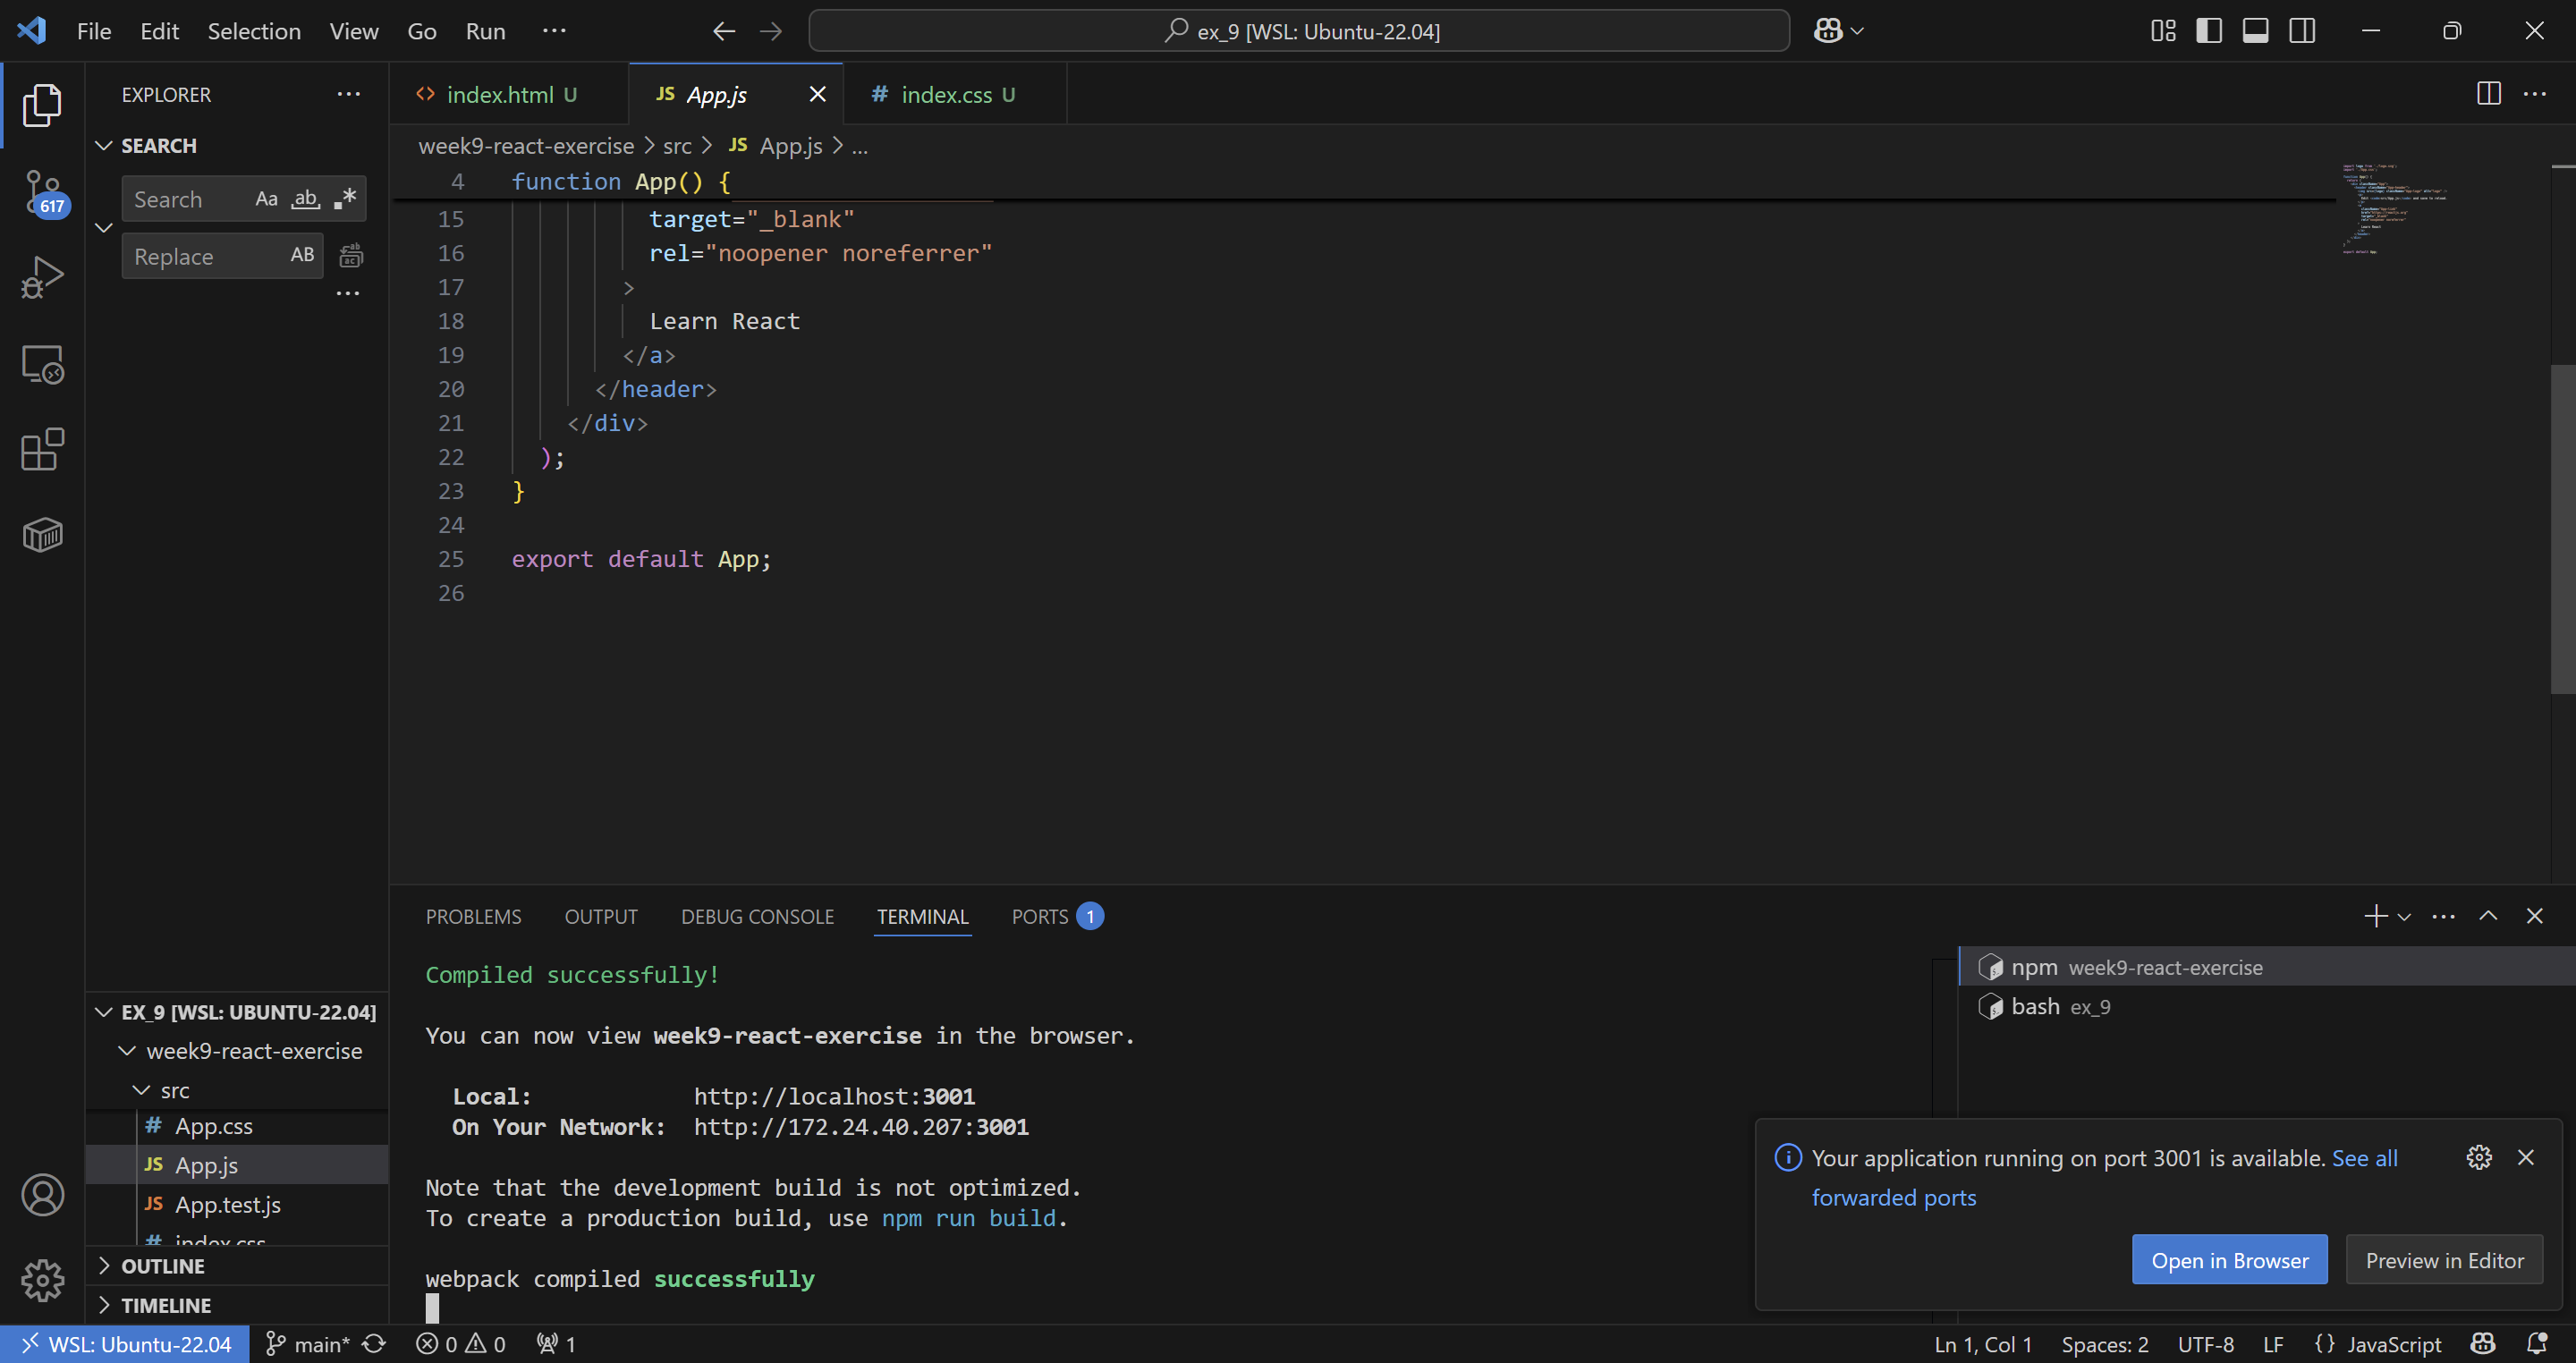 File Edit Selection View Go Run ···
ex_9 [WSL: Ubuntu-22.04]
EXPLORER
SEARCH
Search Aa ab .*
Replace AB
617
index.html U
JS App.js
# index.css U
week9-react-exercise > src > JS App.js > ...
4 function App() {
15 target="_blank"
16 rel="noopener noreferrer"
17 >
18 Learn React
19 </a>
20 </header>
21 </div>
22 );
23 }
24
25 export default App;
26
EX_9 [WSL: UBUNTU-22.04]
week9-react-exercise
src
# App.css
JS App.js
JS App.test.js
# index.css
OUTLINE
TIMELINE
PROBLEMS OUTPUT DEBUG CONSOLE TERMINAL PORTS 1
Compiled successfully!
You can now view week9-react-exercise in the browser.
Local: http://localhost:3001
On Your Network: http://172.24.40.207:3001
Note that the development build is not optimized.
To create a production build, use npm run build.
webpack compiled successfully
npm week9-react-exercise
bash ex_9
Your application running on port 3001 is available. See all
forwarded ports
Open in Browser
Preview in Editor
WSL: Ubuntu-22.04 main* 0 0 1
Ln 1, Col 1 Spaces: 2 UTF-8 LF {} JavaScript